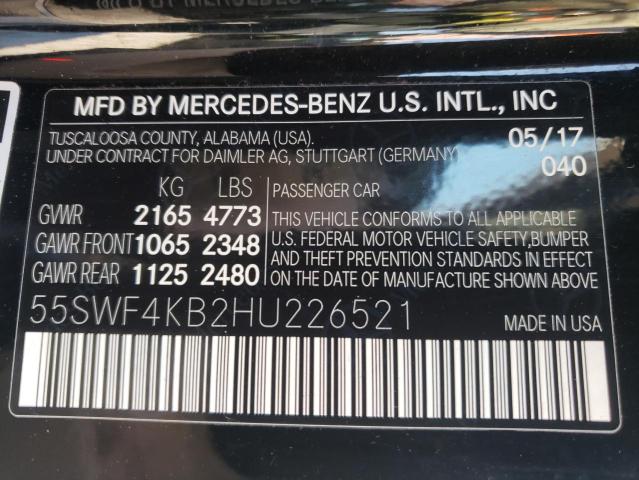 MFD BY MERCEDES-BENZ U.S. INTL., INC
TUSCALOOSA COUNTY, ALABAMA (USA). 05/17
UNDER CONTRACT FOR DAIMLER AG, STUTTGART (GERMANY) 040
KG LBS PASSENGER CAR
GVWR 2165 4773
GAWR FRONT 1065 2348
GAWR REAR 1125 2480
THIS VEHICLE CONFORMS TO ALL APPLICABLE
U.S. FEDERAL MOTOR VEHICLE SAFETY,BUMPER
AND THEFT PREVENTION STANDARDS IN EFFECT
ON THE DATE OF MANUFACTURE SHOWN ABOVE.
55SWF4KB2HU226521 MADE IN USA